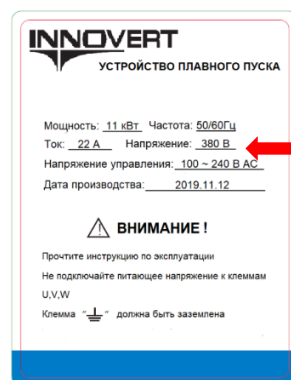 INNOVERT
УСТРОЙСТВО ПЛАВНОГО ПУСКА
Мощность: 11 кВт Частота: 50/60Гц
Ток: 22 А Напряжение: 380 В
Напряжение управления: 100 ~ 240 В АС
Дата производства: 2019.11.12
ВНИМАНИЕ !
Прочтите инструкцию по эксплуатации
Не подключайте питающее напряжение к клеммам
U,V,W
Клемма "⏚" должна быть заземлена